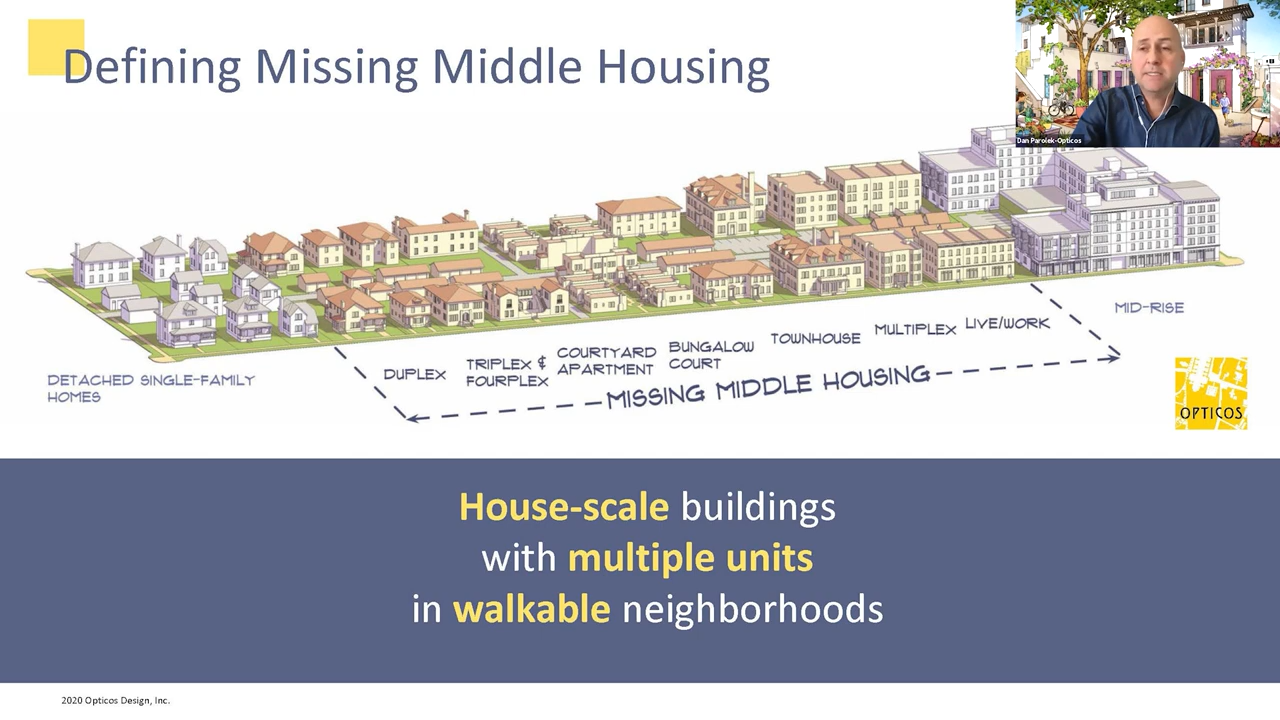 Defining Missing Middle Housing
Dan Parolek-Opticos
DETACHED SINGLE-FAMILY
HOMES
DUPLEX
TRIPLEX &
FOURPLEX
COURTYARD
APARTMENT
BUNGALOW
COURT
TOWNHOUSE
MULTIPLEX
LIVE/WORK
MID-RISE
MISSING MIDDLE HOUSING
OPTICOS
House-scale buildings
with multiple units
in walkable neighborhoods
2020 Opticos Design, Inc.